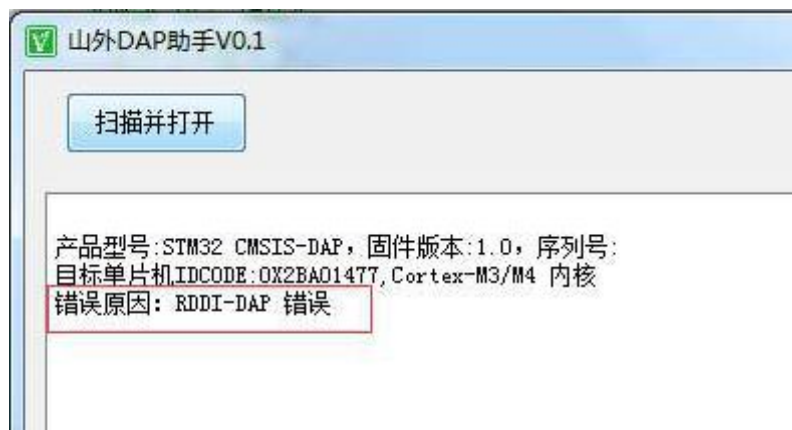 山外DAP助手V0.1
扫描并打开
产品型号:STM32 CMSIS-DAP，固件版本:1.0，序列号:
目标单片机IDCODE:0X2BA01477,Cortex-M3/M4 内核
错误原因：RDDI-DAP 错误